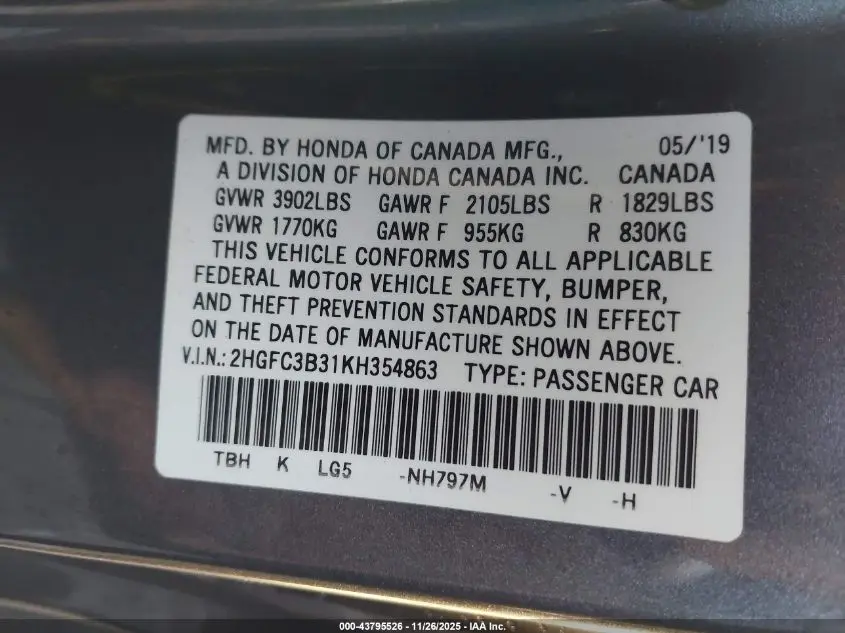 MFD. BY HONDA OF CANADA MFG., 05/'19
A DIVISION OF HONDA CANADA INC. CANADA
GVWR 3902LBS GAWR F 2105LBS R 1829LBS
GVWR 1770KG GAWR F 955KG R 830KG
THIS VEHICLE CONFORMS TO ALL APPLICABLE
FEDERAL MOTOR VEHICLE SAFETY, BUMPER,
AND THEFT PREVENTION STANDARDS IN EFFECT
ON THE DATE OF MANUFACTURE SHOWN ABOVE.
V.I.N.: 2HGFC3B31KH354863 TYPE: PASSENGER CAR
TBH K LG5 -NH797M -V -H
000-43795526 - 11/26/2025 - IAA Inc.